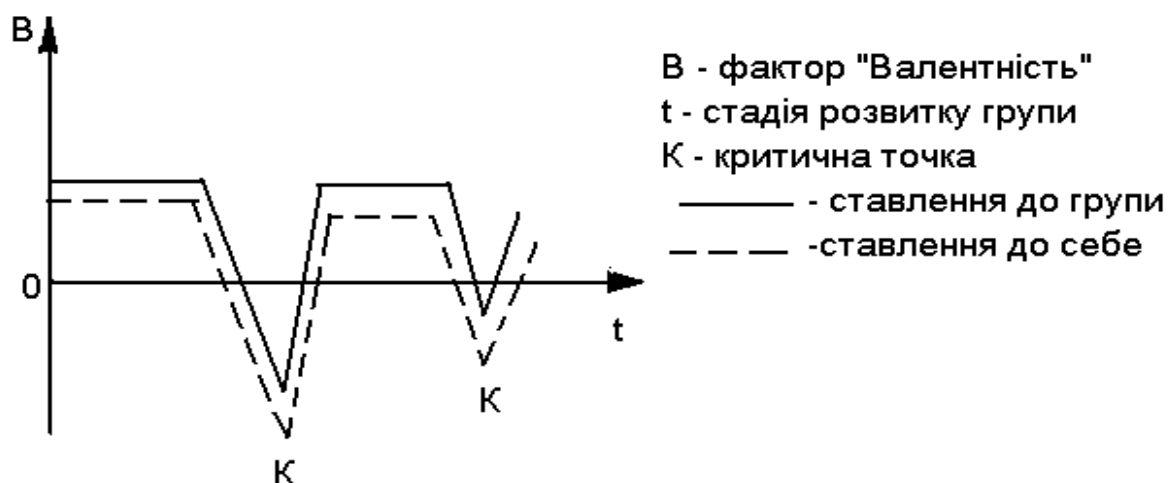 В
0
t
К
К
В - фактор "Валентність"
t - стадія розвитку групи
К - критична точка
- ставлення до групи
-ставлення до себе